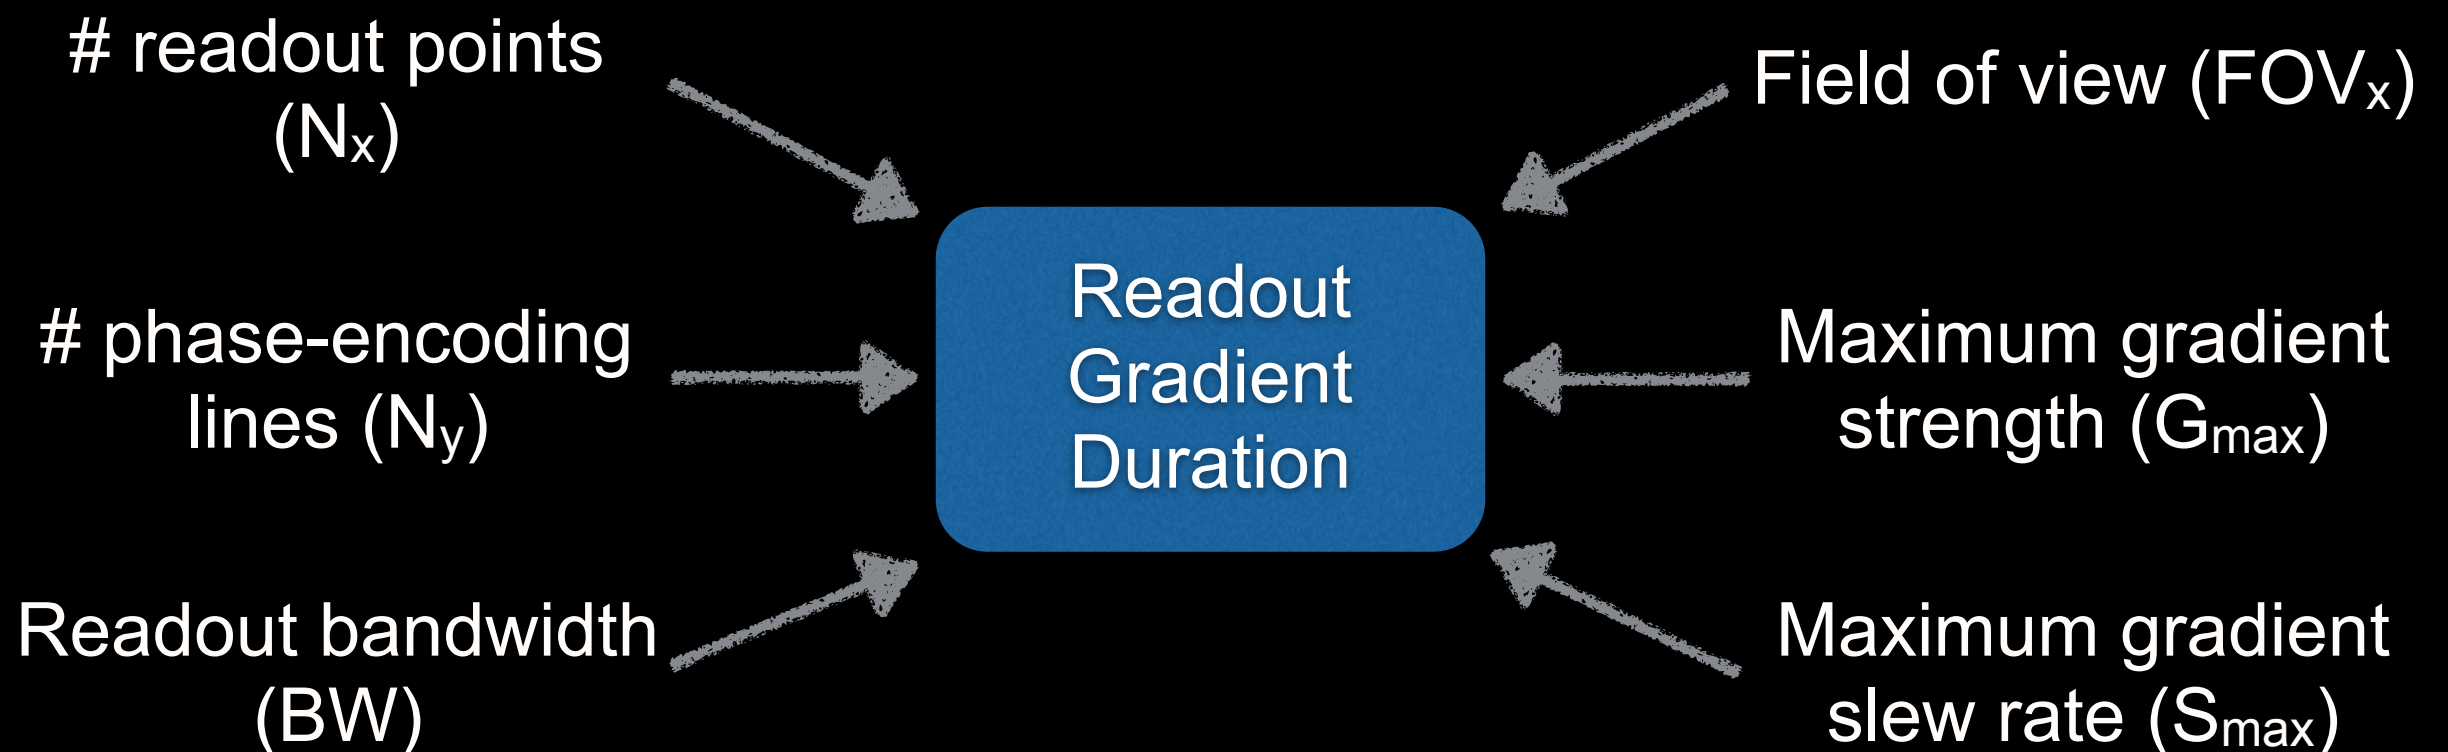 # readout points
(Nx)
# phase-encoding
lines (Ny)
Readout bandwidth
(BW)
Readout
Gradient
Duration
Field of view (FOVx)
Maximum gradient
strength (Gmax)
Maximum gradient
slew rate (Smax)